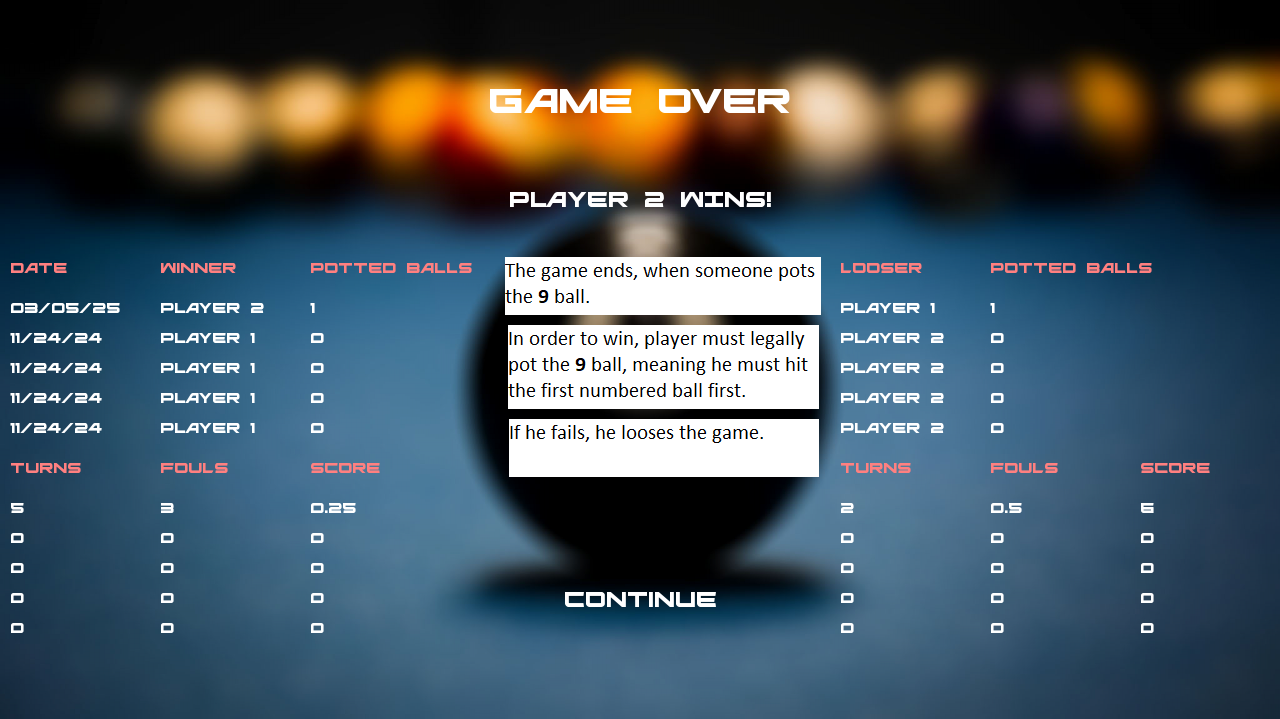 GAME OVER
PLAYER 2 WINS!
DATE WINNER POTTED BALLS
03/05/25 PLAYER 2 1
11/24/24 PLAYER 1 0
11/24/24 PLAYER 1 0
11/24/24 PLAYER 1 0
11/24/24 PLAYER 1 0
TURNS FOULS SCORE
5 3 0.25
0 0 0
0 0 0
0 0 0
0 0 0
The game ends, when someone pots
the 9 ball.
In order to win, player must legally
pot the 9 ball, meaning he must hit
the first numbered ball first.
If he fails, he looses the game.
CONTINUE
LOOSER POTTED BALLS
PLAYER 1 1
PLAYER 2 0
PLAYER 2 0
PLAYER 2 0
PLAYER 2 0
TURNS FOULS SCORE
2 0.5 6
0 0 0
0 0 0
0 0 0
0 0 0